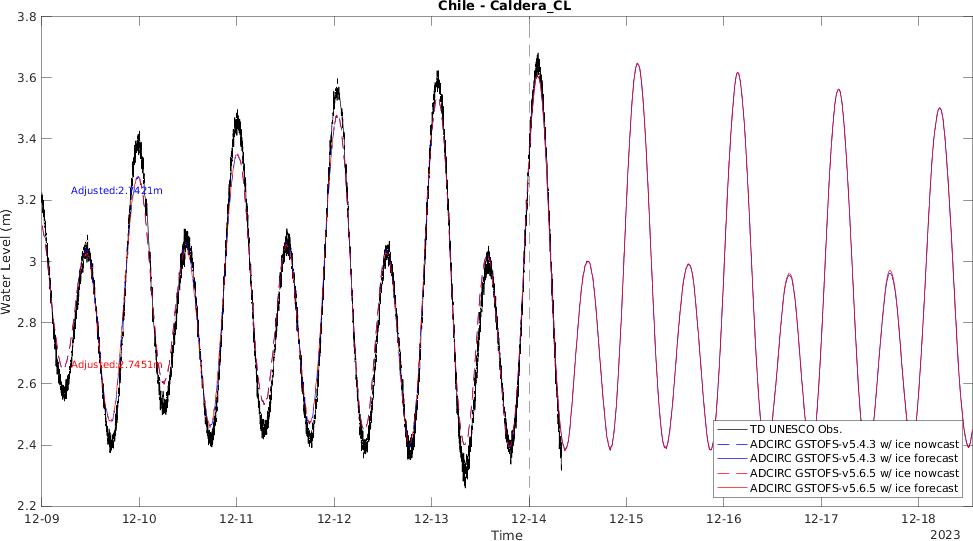 Chile - Caldera_CL
3.8
3.6
3.4
3.2
3
2.8
2.6
2.4
2.2
Water Level (m)
Adjusted:2.7421m
Adjusted:2.7451m
TD UNESCO Obs.
ADCIRC GSTOFS-v5.4.3 w/ ice nowcast
ADCIRC GSTOFS-v5.4.3 w/ ice forecast
ADCIRC GSTOFS-v5.6.5 w/ ice nowcast
ADCIRC GSTOFS-v5.6.5 w/ ice forecast
12-09 12-10 12-11 12-12 12-13 12-14 12-15 12-16 12-17 12-18
Time
2023